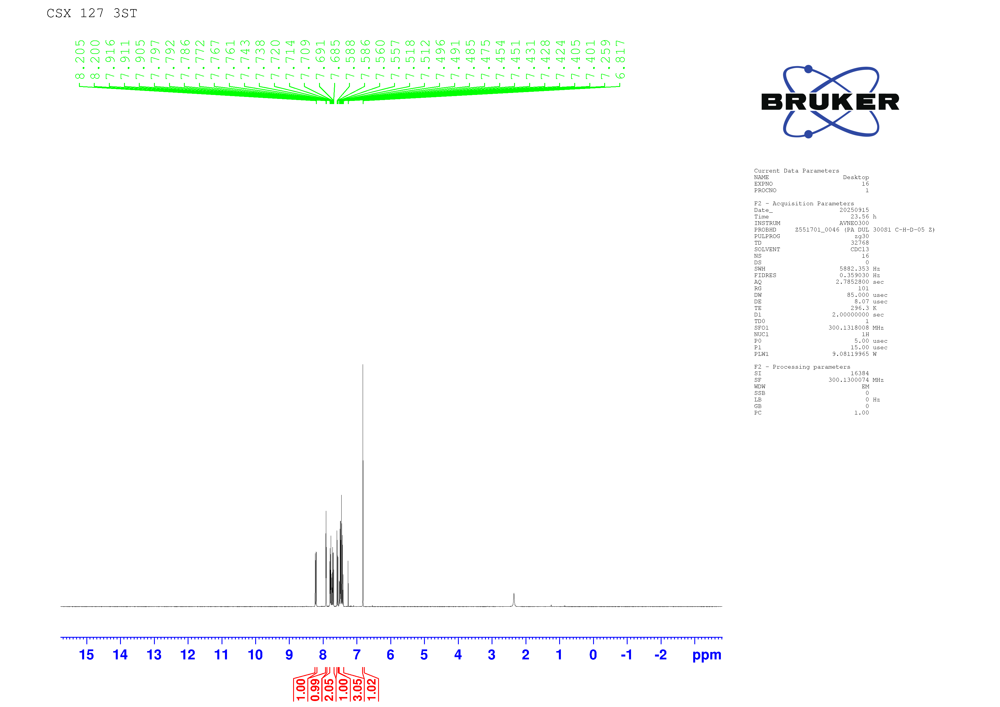 CSX 127 3ST
8.205
8.200
7.916
7.911
7.905
7.797
7.792
7.786
7.772
7.767
7.761
7.743
7.738
7.720
7.714
7.709
7.691
7.685
7.588
7.586
7.560
7.557
7.518
7.512
7.496
7.491
7.485
7.475
7.454
7.451
7.431
7.428
7.424
7.405
7.401
7.259
6.817
BRUKER
Current Data Parameters
NAME Desktop
EXPNO 16
PROCNO 1
F2 - Acquisition Parameters
Date_ 20250915
Time 23.56 h
INSTRUM AVNEO300
PROBHD Z551701_0046 (PA DUL 300S1 C-H-D-05 Z)
PULPROG zg30
TD 32768
SOLVENT CDCl3
NS 16
DS 0
SWH 5882.353 Hz
FIDRES 0.359030 Hz
AQ 2.7852800 sec
RG 101
DW 85.000 usec
DE 8.07 usec
TE 296.3 K
D1 2.00000000 sec
TD0 1
SFO1 300.1318008 MHz
NUC1 1H
P0 5.00 usec
P1 15.00 usec
PLW1 9.08119965 W
F2 - Processing parameters
SI 16384
SF 300.1300074 MHz
WDW EM
SSB 0
LB 0 Hz
GB 0
PC 1.00
15 14 13 12 11 10 9 8 7 6 5 4 3 2 1 0 -1 -2 ppm
1.00
0.99
2.05
1.00
3.05
1.02